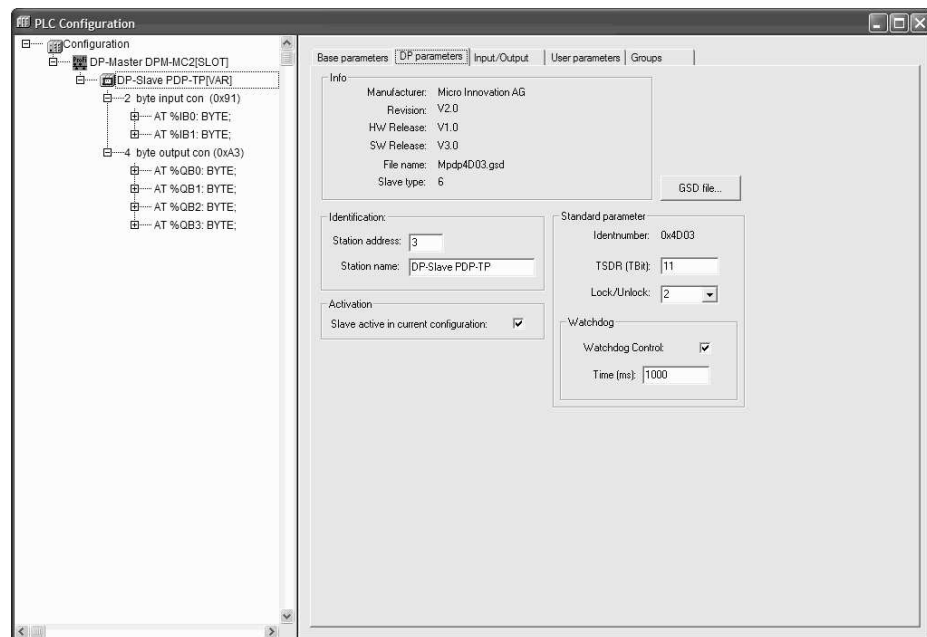 PLC Configuration
Configuration
DP-Master DPM-MC2[SLOT]
DP-Slave PDP-TP[VAR]
2 byte input con (0x91)
AT %IB0: BYTE;
AT %IB1: BYTE;
4 byte output con (0xA3)
AT %QB0: BYTE;
AT %QB1: BYTE;
AT %QB2: BYTE;
AT %QB3: BYTE;
Base parameters DP parameters Input/Output User parameters Groups
Info
Manufacturer: Micro Innovation AG
Revision: V2.0
HW Release: V1.0
SW Release: V3.0
File name: Mpdp4D03.gsd
Slave type: 6
GSD file...
Identification:
Station address: 3
Station name: DP-Slave PDP-TP
Activation
Slave active in current configuration:
Standard parameter
Identnumber: 0x4D03
TSDR (TBit): 11
Lock/Unlock: 2
Watchdog
Watchdog Control:
Time (ms): 1000